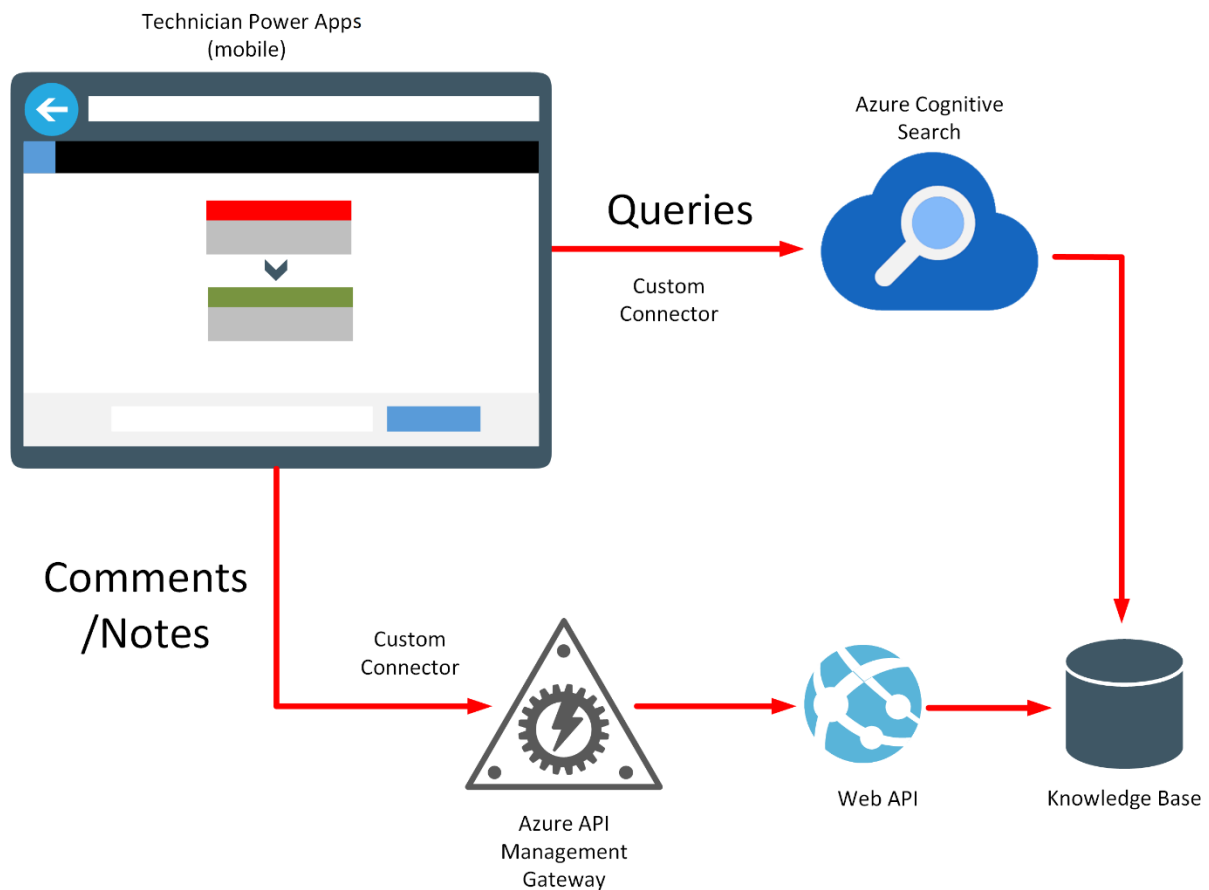 Technician Power Apps
(mobile)
Azure Cognitive
Search
Queries
Custom
Connector
Comments
/Notes
Custom
Connector
Azure API
Management
Gateway
Web API
Knowledge Base